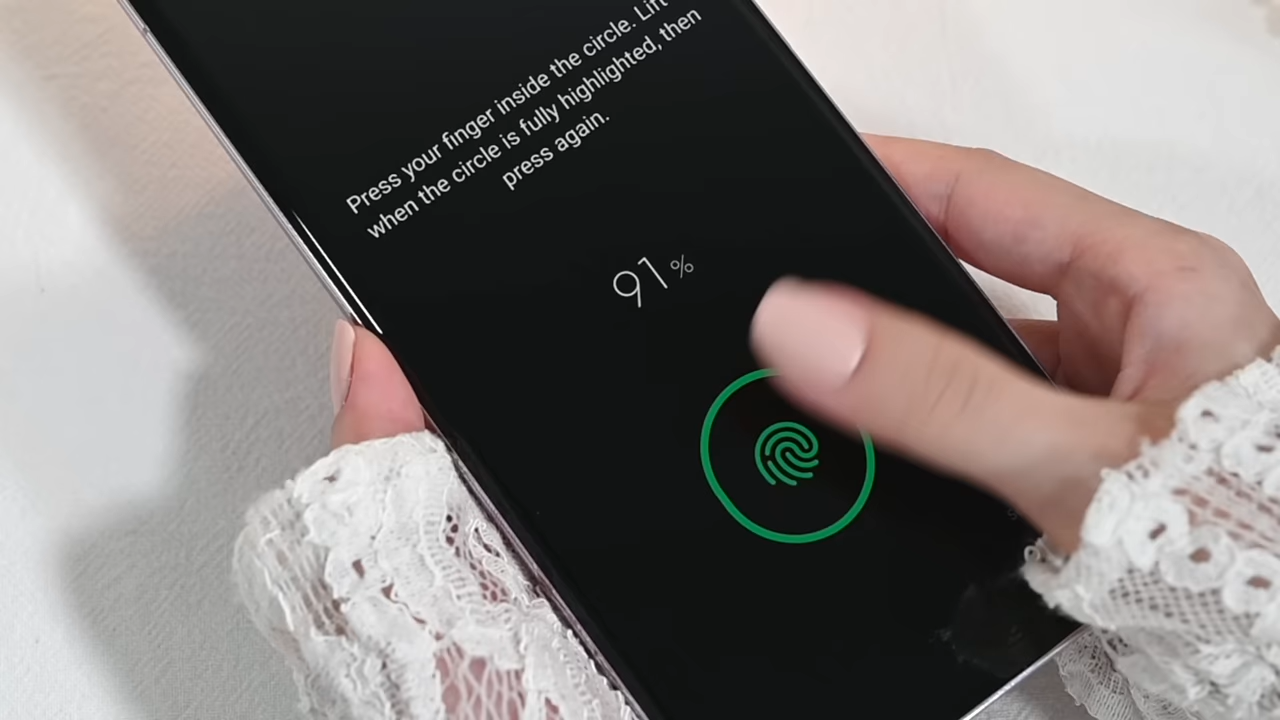 Press your finger inside the circle. Lift
when the circle is fully highlighted, then
press again.
91%